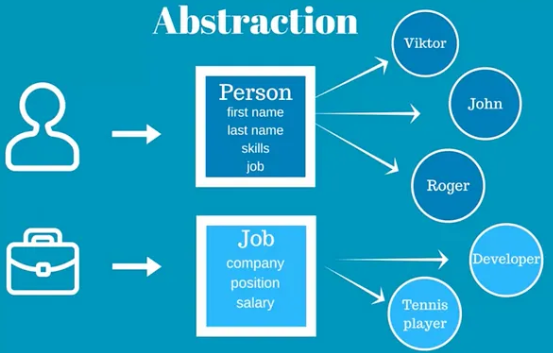 Abstraction
Person
first name
last name
skills
job
Viktor
John
Roger
Job
company
position
salary
Developer
Tennis
player